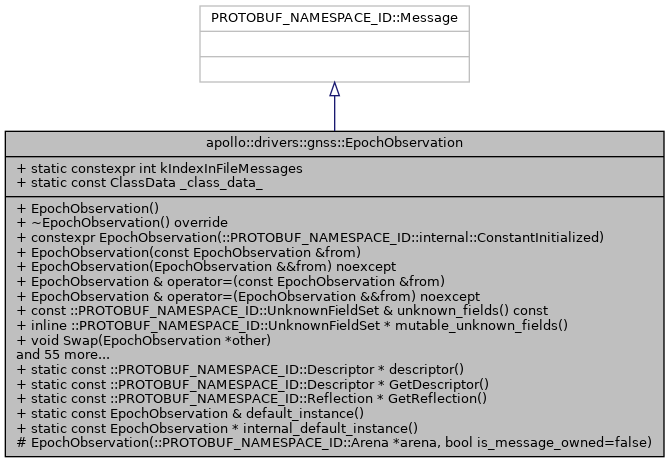 PROTOBUF_NAMESPACE_ID::Message
apollo::drivers::gnss::EpochObservation
+ static constexpr int kIndexInFileMessages
+ static const ClassData _class_data_
+ EpochObservation()
+ ~EpochObservation() override
+ constexpr EpochObservation(::PROTOBUF_NAMESPACE_ID::internal::ConstantInitialized)
+ EpochObservation(const EpochObservation &from)
+ EpochObservation(EpochObservation &&from) noexcept
+ EpochObservation & operator=(const EpochObservation &from)
+ EpochObservation & operator=(EpochObservation &&from) noexcept
+ const ::PROTOBUF_NAMESPACE_ID::UnknownFieldSet & unknown_fields() const
+ inline ::PROTOBUF_NAMESPACE_ID::UnknownFieldSet * mutable_unknown_fields()
+ void Swap(EpochObservation *other)
and 55 more...
+ static const ::PROTOBUF_NAMESPACE_ID::Descriptor * descriptor()
+ static const ::PROTOBUF_NAMESPACE_ID::Descriptor * GetDescriptor()
+ static const ::PROTOBUF_NAMESPACE_ID::Reflection * GetReflection()
+ static const EpochObservation & default_instance()
+ static const EpochObservation * internal_default_instance()
# EpochObservation(::PROTOBUF_NAMESPACE_ID::Arena *arena, bool is_message_owned=false)